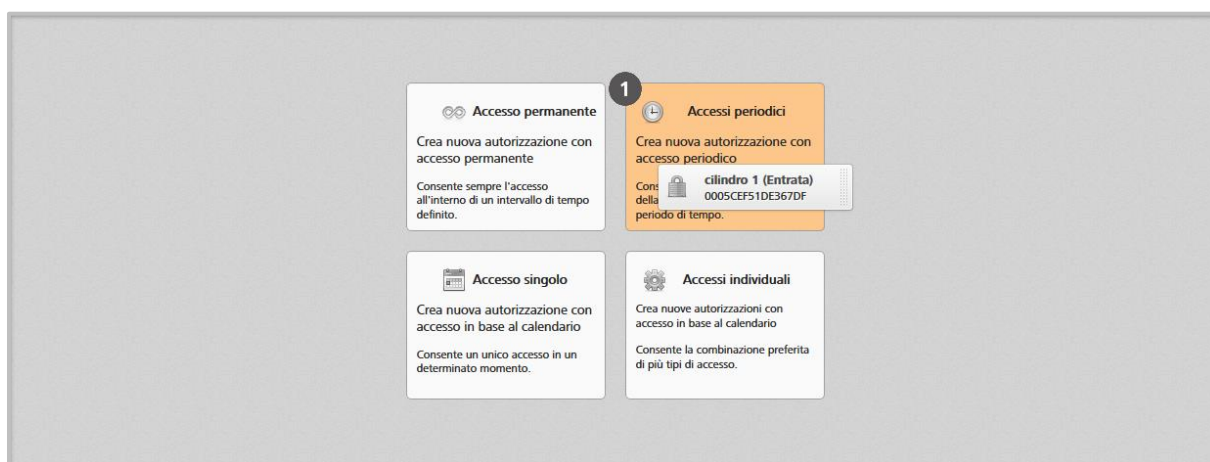 Accesso permanente
Crea nuova autorizzazione con
accesso permanente
Consente sempre l'accesso
all'interno di un intervallo di tempo
definito.
1
Accessi periodici
Crea nuova autorizzazione con
accesso periodico
Cons
della
periodo di tempo.
cilindro 1 (Entrata)
0005CEF51DE367DF
Accesso singolo
Crea nuova autorizzazione con
accesso in base al calendario
Consente un unico accesso in un
determinato momento.
Accessi individuali
Crea nuove autorizzazioni con
accesso in base al calendario
Consente la combinazione preferita
di più tipi di accesso.